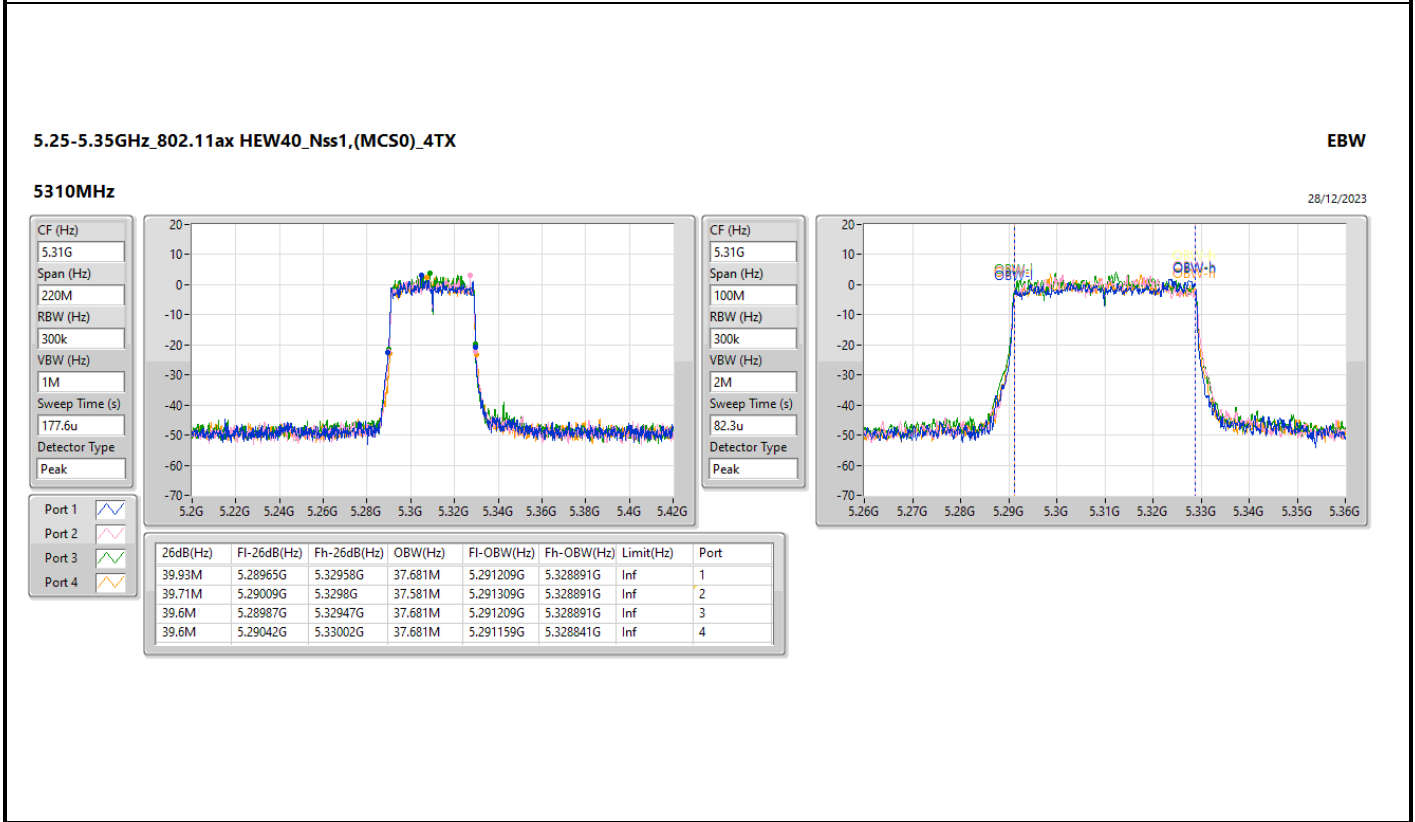 5.25-5.35GHz_802.11ax HEW40_Nss1,(MCS0)_4TX
EBW
5310MHz
28/12/2023
CF (Hz)
5.31G
Span (Hz)
220M
RBW (Hz)
300k
VBW (Hz)
1M
Sweep Time (s)
177.6u
Detector Type
Peak
20
10
0
-10
-20
-30
-40
-50
-60
-70
5.2G 5.22G 5.24G 5.26G 5.28G 5.3G 5.32G 5.34G 5.36G 5.38G 5.4G 5.42G
CF (Hz)
5.31G
Span (Hz)
100M
RBW (Hz)
300k
VBW (Hz)
2M
Sweep Time (s)
82.3u
Detector Type
Peak
20
10
0
-10
-20
-30
-40
-50
-60
-70
OBW-l
OBW-h
5.26G 5.27G 5.28G 5.29G 5.3G 5.31G 5.32G 5.33G 5.34G 5.35G 5.36G
Port 1
Port 2
Port 3
Port 4
26dB(Hz) Fl-26dB(Hz) Fh-26dB(Hz) OBW(Hz) Fl-OBW(Hz) Fh-OBW(Hz) Limit(Hz) Port
39.93M 5.28965G 5.32958G 37.681M 5.291209G 5.328891G Inf 1
39.71M 5.29009G 5.3298G 37.581M 5.291309G 5.328891G Inf 2
39.6M 5.28987G 5.32947G 37.681M 5.291209G 5.328891G Inf 3
39.6M 5.29042G 5.33002G 37.681M 5.291159G 5.328841G Inf 4